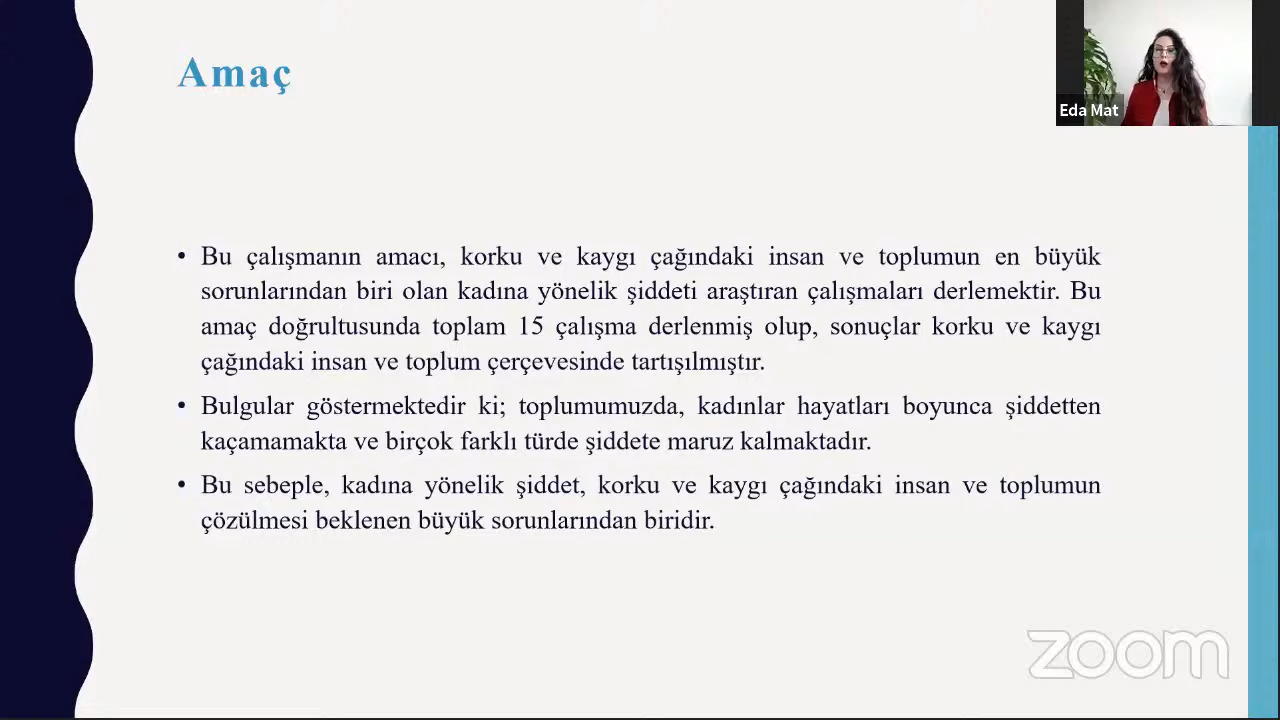 Amaç
Eda Mat
• Bu çalışmanın amacı, korku ve kaygı çağındaki insan ve toplumun en büyük
sorunlarından biri olan kadına yönelik şiddeti araştıran çalışmaları derlemektir. Bu
amaç doğrultusunda toplam 15 çalışma derlenmiş olup, sonuçlar korku ve kaygı
çağındaki insan ve toplum çerçevesinde tartışılmıştır.
• Bulgular göstermektedir ki; toplumumuzda, kadınlar hayatları boyunca şiddetten
kaçamamakta ve birçok farklı türde şiddete maruz kalmaktadır.
• Bu sebeple, kadına yönelik şiddet, korku ve kaygı çağındaki insan ve toplumun
çözülmesi beklenen büyük sorunlarından biridir.
zoom